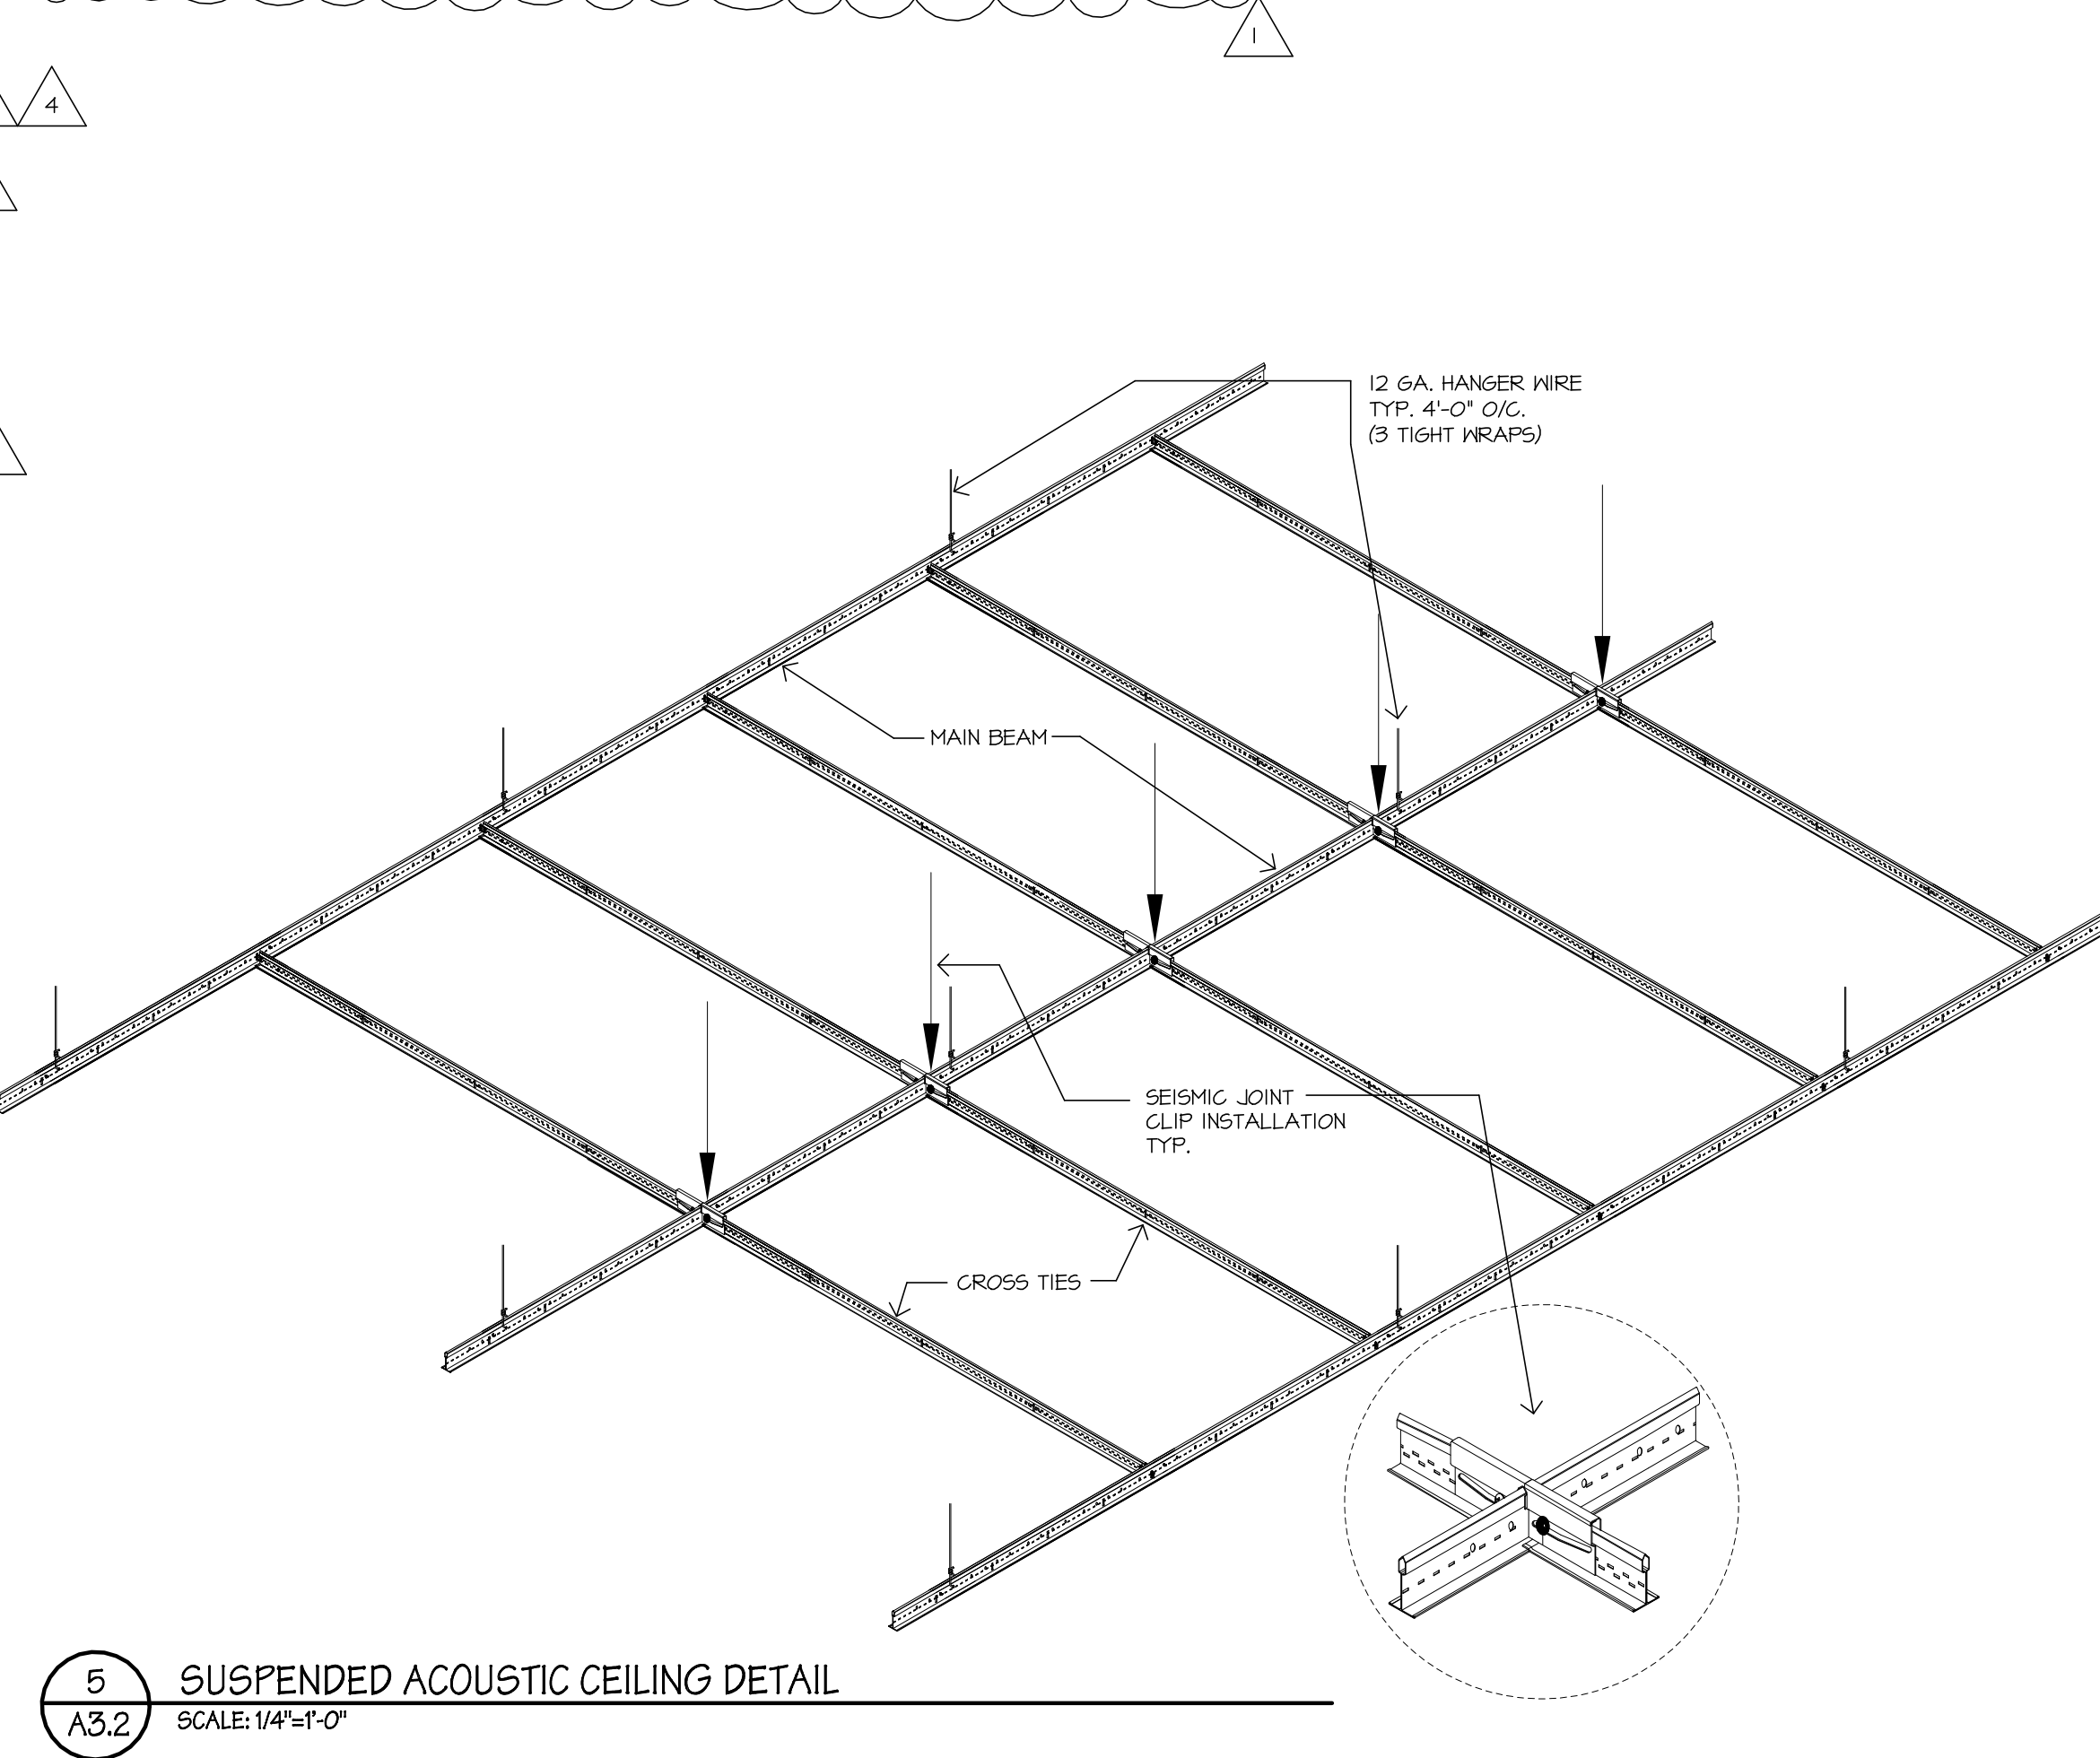 1
4
12 GA. HANGER WIRE
TYP. 4'-0" O/C.
(3 TIGHT WRAPS)
MAIN BEAM
SEISMIC JOINT
CLIP INSTALLATION
TYP.
CROSS TIES
5
SUSPENDED ACOUSTIC CEILING DETAIL
A3.2
SCALE: 1/4"=1'-0"